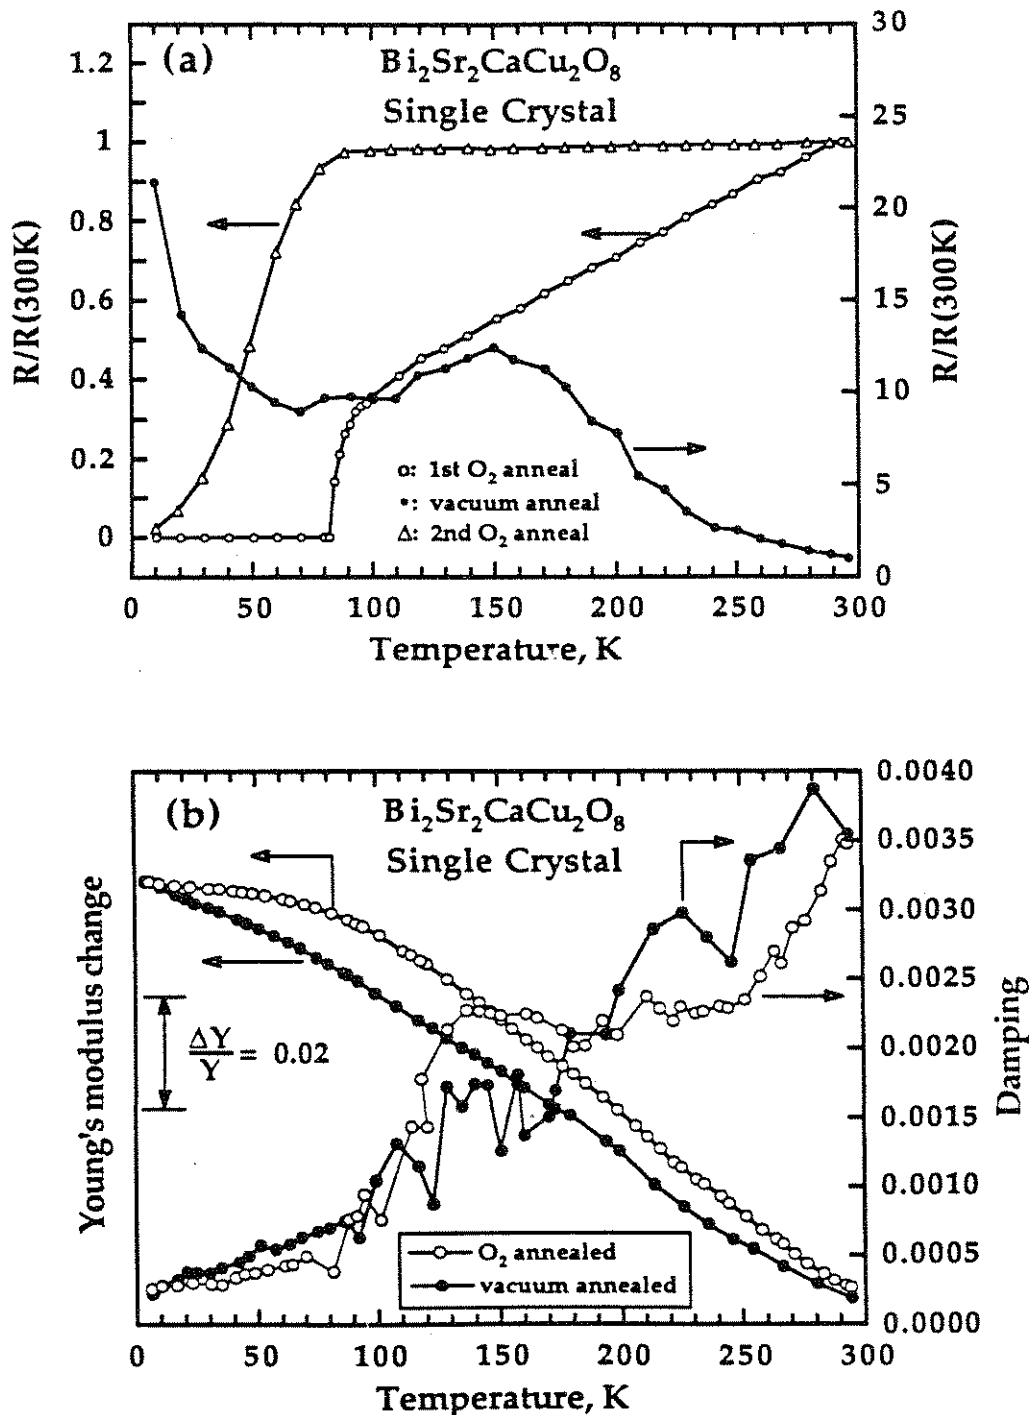 (a)
Bi₂Sr₂CaCu₂O₈
Single Crystal
R/R(300K)
1.2
1
0.8
0.6
0.4
0.2
0
30
25
20
15
10
5
0
R/R(300K)
o: 1st O₂ anneal
•: vacuum anneal
Δ: 2nd O₂ anneal
0 50 100 150 200 250 300
Temperature, K
(b)
Bi₂Sr₂CaCu₂O₈
Single Crystal
Young's modulus change
ΔY
Y = 0.02
0.0040
0.0035
0.0030
0.0025
0.0020
0.0015
0.0010
0.0005
0.0000
Damping
O₂ annealed
vacuum annealed
0 50 100 150 200 250 300
Temperature, K